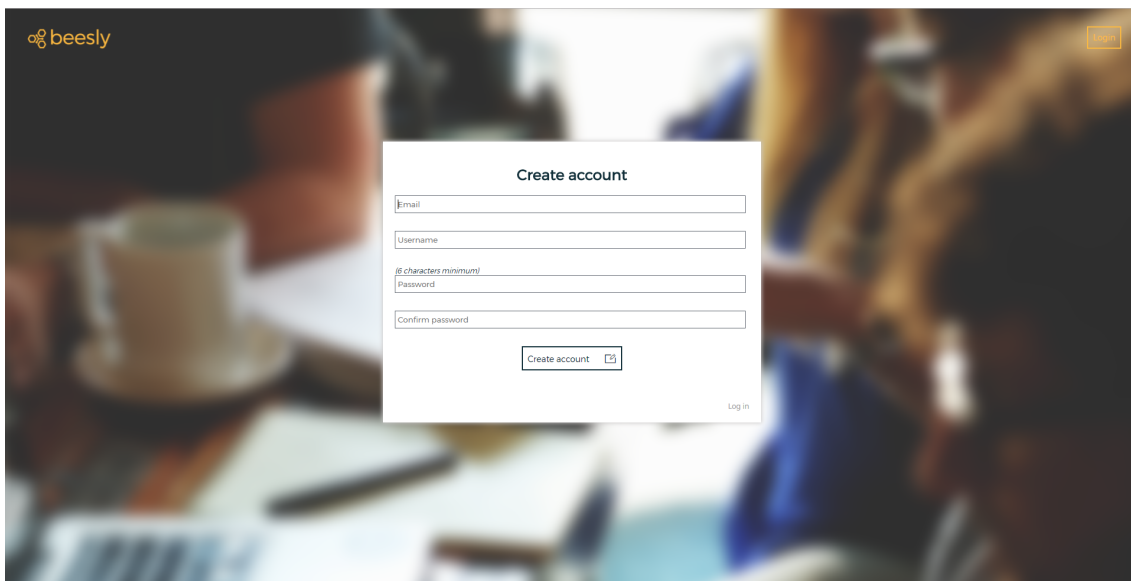 beesly
Login
Create account
Email
Username
(6 characters minimum)
Password
Confirm password
Create account
Log in